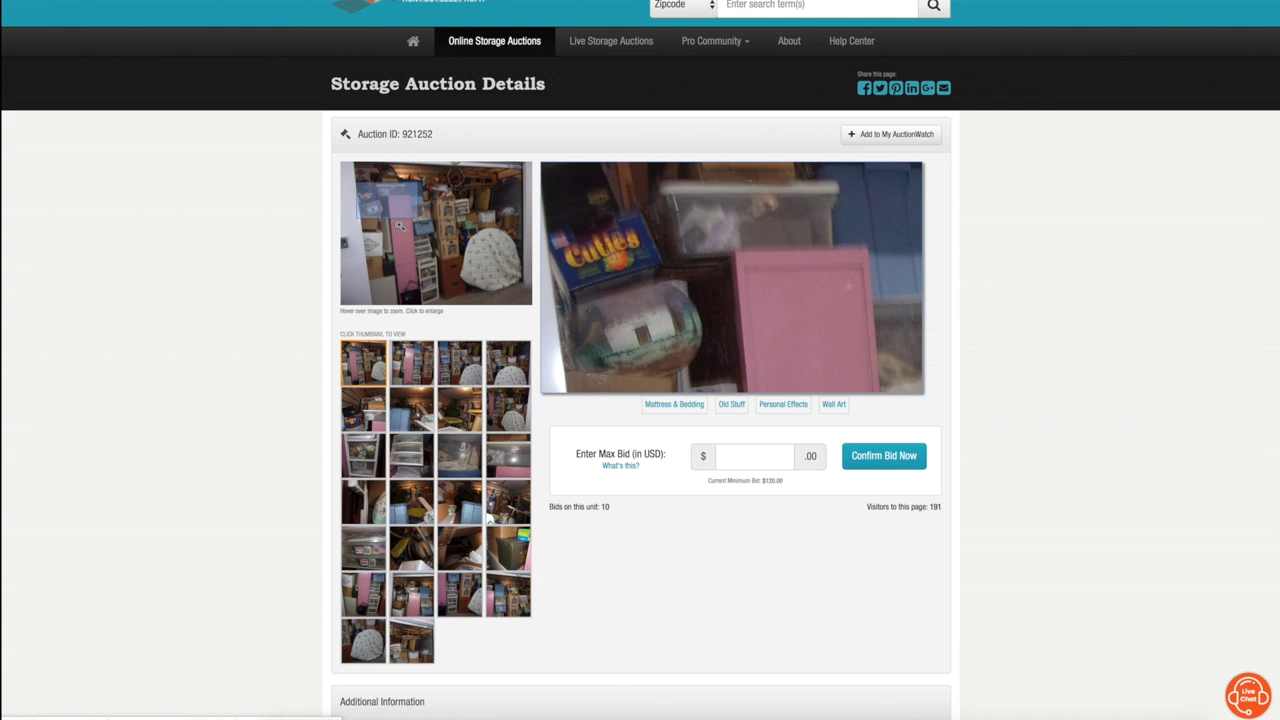 Zipcode
Enter search term(s)
Online Storage Auctions
Live Storage Auctions
Pro Community
About
Help Center
Storage Auction Details
Share this page:
Auction ID: 921252
+ Add to My AuctionWatch
Cuties
Hover over image to zoom. Click to enlarge
CLICK THUMBNAIL TO VIEW
Mattress & Bedding
Old Stuff
Personal Effects
Wall Art
Enter Max Bid (in USD):
What's this?
$
.00
Confirm Bid Now
Current Minimum Bid: $120.00
Bids on this unit: 10
Visitors to this page: 191
Additional Information
Live
Chat